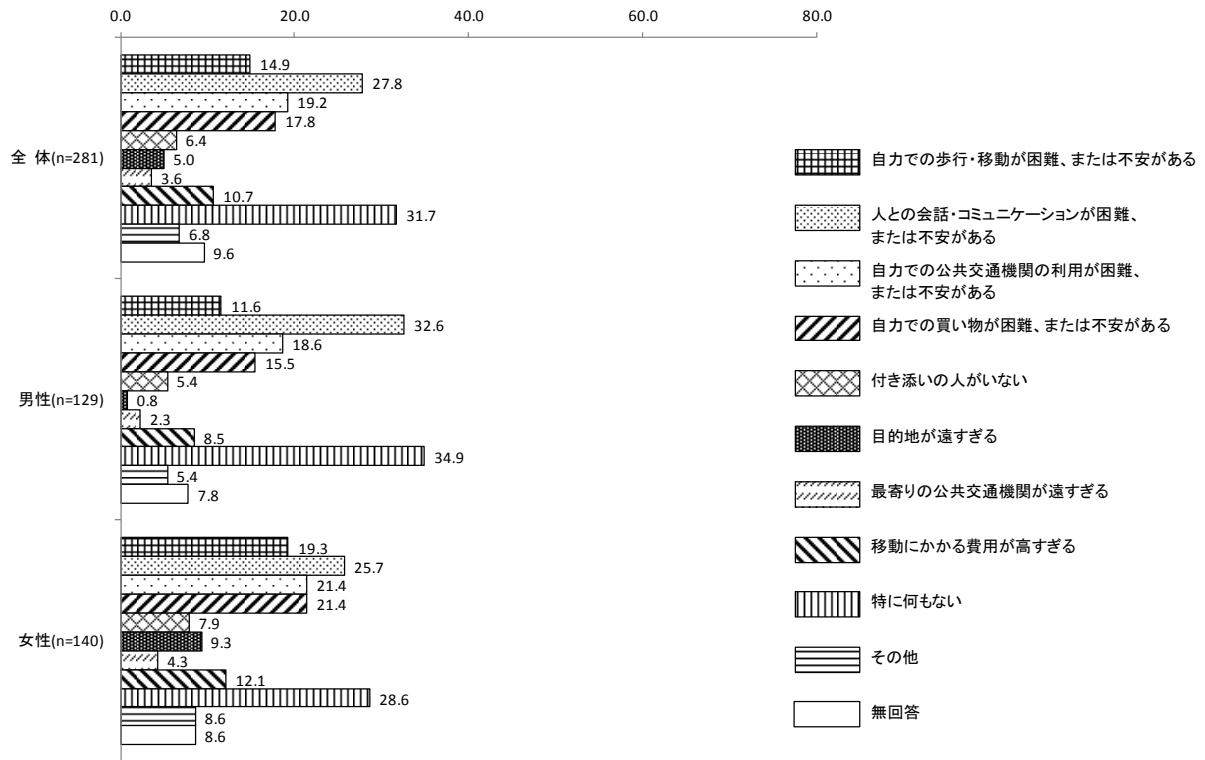 0.0 20.0 40.0 60.0 80.0
全 体(n=281)
14.9
27.8
19.2
17.8
6.4
5.0
3.6
10.7
31.7
6.8
9.6
男性(n=129)
11.6
32.6
18.6
15.5
5.4
0.8
2.3
8.5
34.9
5.4
7.8
女性(n=140)
19.3
25.7
21.4
21.4
7.9
9.3
4.3
12.1
28.6
8.6
8.6
自力での歩行・移動が困難、または不安がある
人との会話・コミュニケーションが困難、
または不安がある
自力での公共交通機関の利用が困難、
または不安がある
自力での買い物が困難、または不安がある
付き添いの人がいない
目的地が遠すぎる
最寄りの公共交通機関が遠すぎる
移動にかかる費用が高すぎる
特に何もない
その他
無回答